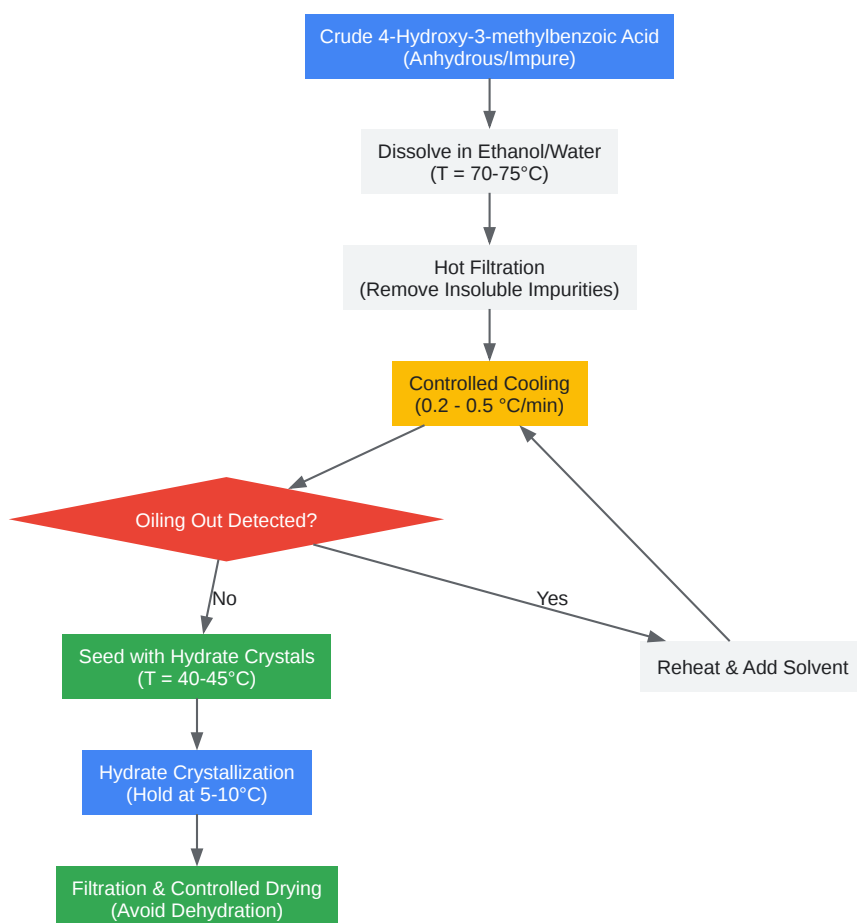 Crude 4-Hydroxy-3-methylbenzoic Acid
(Anhydrous/Impure)
Dissolve in Ethanol/Water
(T = 70-75°C)
Hot Filtration
(Remove Insoluble Impurities)
Controlled Cooling
(0.2 - 0.5 °C/min)
Oiling Out Detected?
No
Yes
Seed with Hydrate Crystals
(T = 40-45°C)
Reheat & Add Solvent
Hydrate Crystallization
(Hold at 5-10°C)
Filtration & Controlled Drying
(Avoid Dehydration)